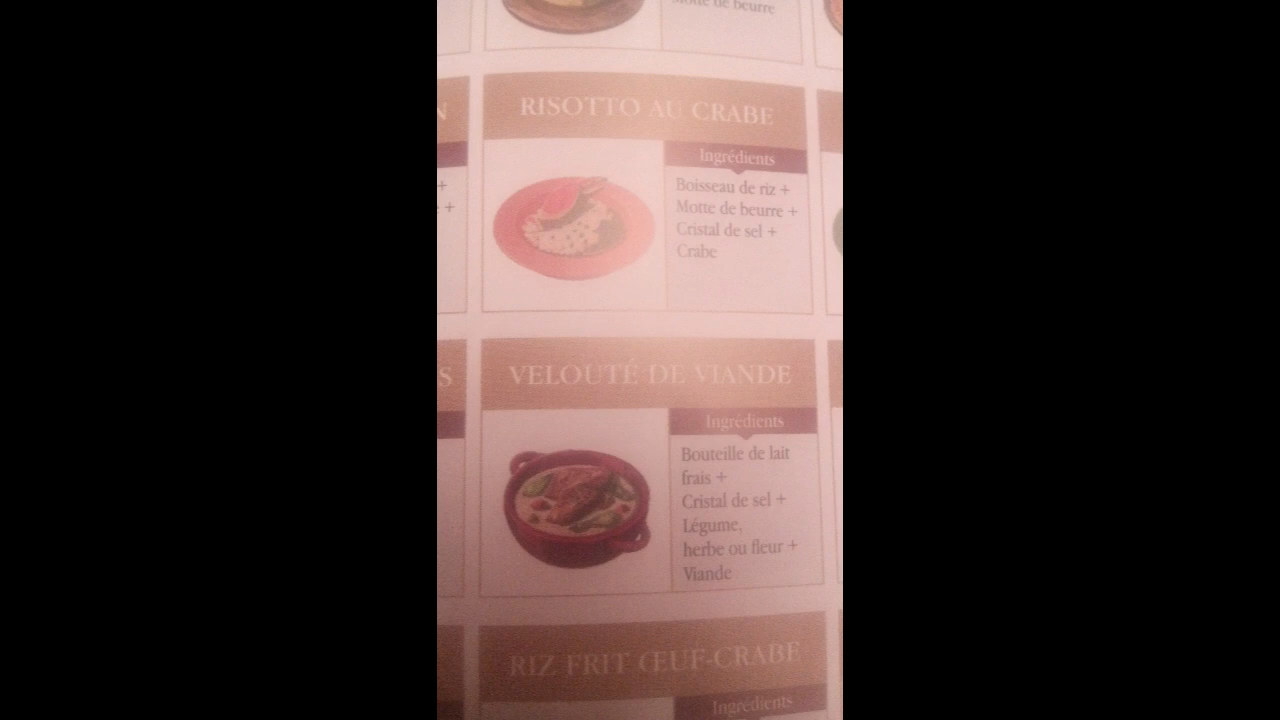 Motte de beurre
N
RISOTTO AU CRABE
Ingrédients
+
+
Boisseau de riz +
Motte de beurre +
Cristal de sel +
Crabe
S
VELOUTÉ DE VIANDE
Ingrédients
Bouteille de lait
frais +
Cristal de sel +
Légume,
herbe ou fleur +
Viande
RIZ FRIT ŒUF-CRABE
Ingrédients